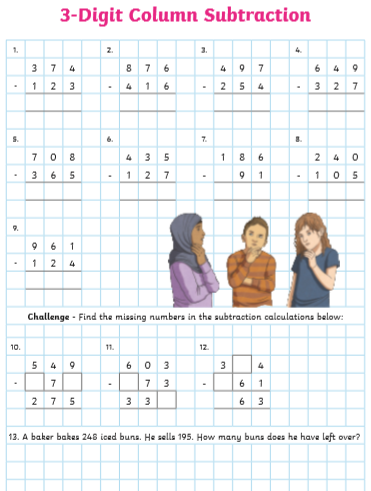 3-Digit Column Subtraction
1. 2. 3. 4.
3 7 4 8 7 6 4 9 7 6 4 9
- 1 2 3 - 4 1 6 - 2 5 4 - 3 2 7
5. 6. 7. 8.
7 0 8 4 3 5 1 8 6 2 4 0
- 3 6 5 - 1 2 7 - 9 1 - 1 0 5
9.
9 6 1
- 1 2 4
Challenge - Find the missing numbers in the subtraction calculations below:
10. 11. 12.
5 4 9 6 0 3 3 4
- 7 - 7 3 - 6 1
2 7 5 3 3 6 3
13. A baker bakes 248 iced buns. He sells 195. How many buns does he have left over?